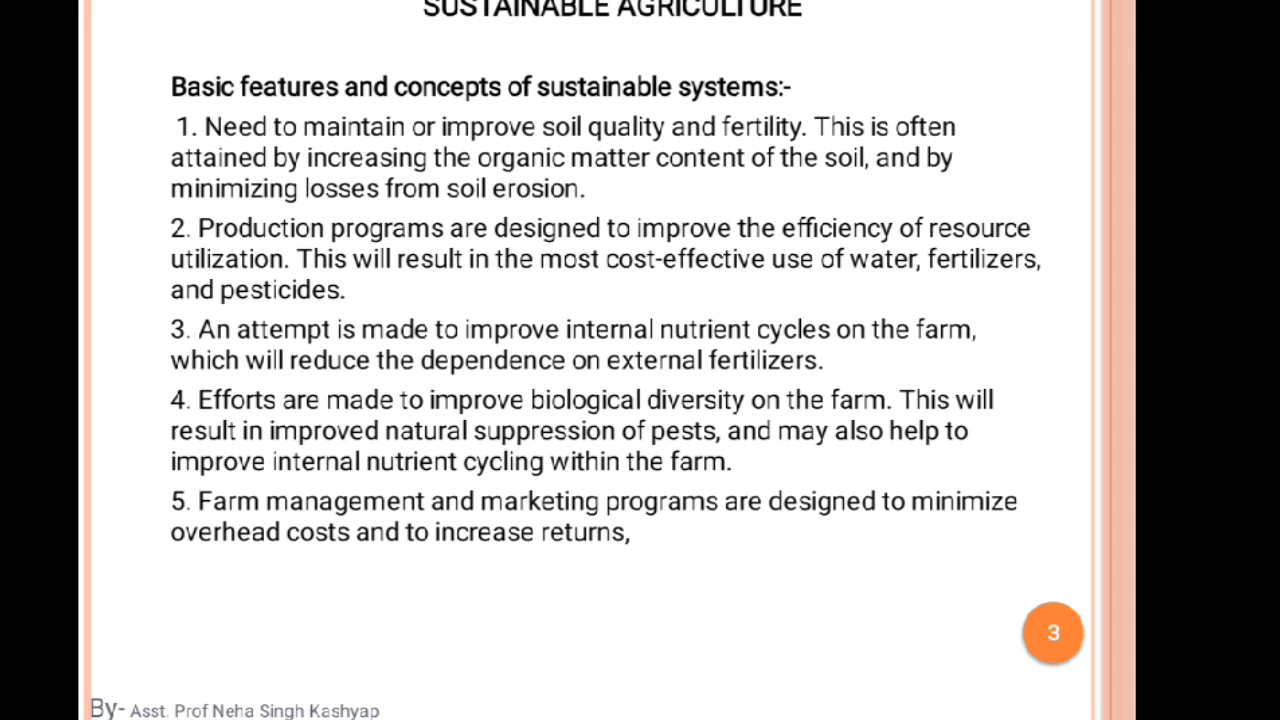 SUSTAINABLE AGRICULTURE
Basic features and concepts of sustainable systems:-
1. Need to maintain or improve soil quality and fertility. This is often
attained by increasing the organic matter content of the soil, and by
minimizing losses from soil erosion.
2. Production programs are designed to improve the efficiency of resource
utilization. This will result in the most cost-effective use of water, fertilizers,
and pesticides.
3. An attempt is made to improve internal nutrient cycles on the farm,
which will reduce the dependence on external fertilizers.
4. Efforts are made to improve biological diversity on the farm. This will
result in improved natural suppression of pests, and may also help to
improve internal nutrient cycling within the farm.
5. Farm management and marketing programs are designed to minimize
overhead costs and to increase returns,
3
By- Asst. Prof Neha Singh Kashyap